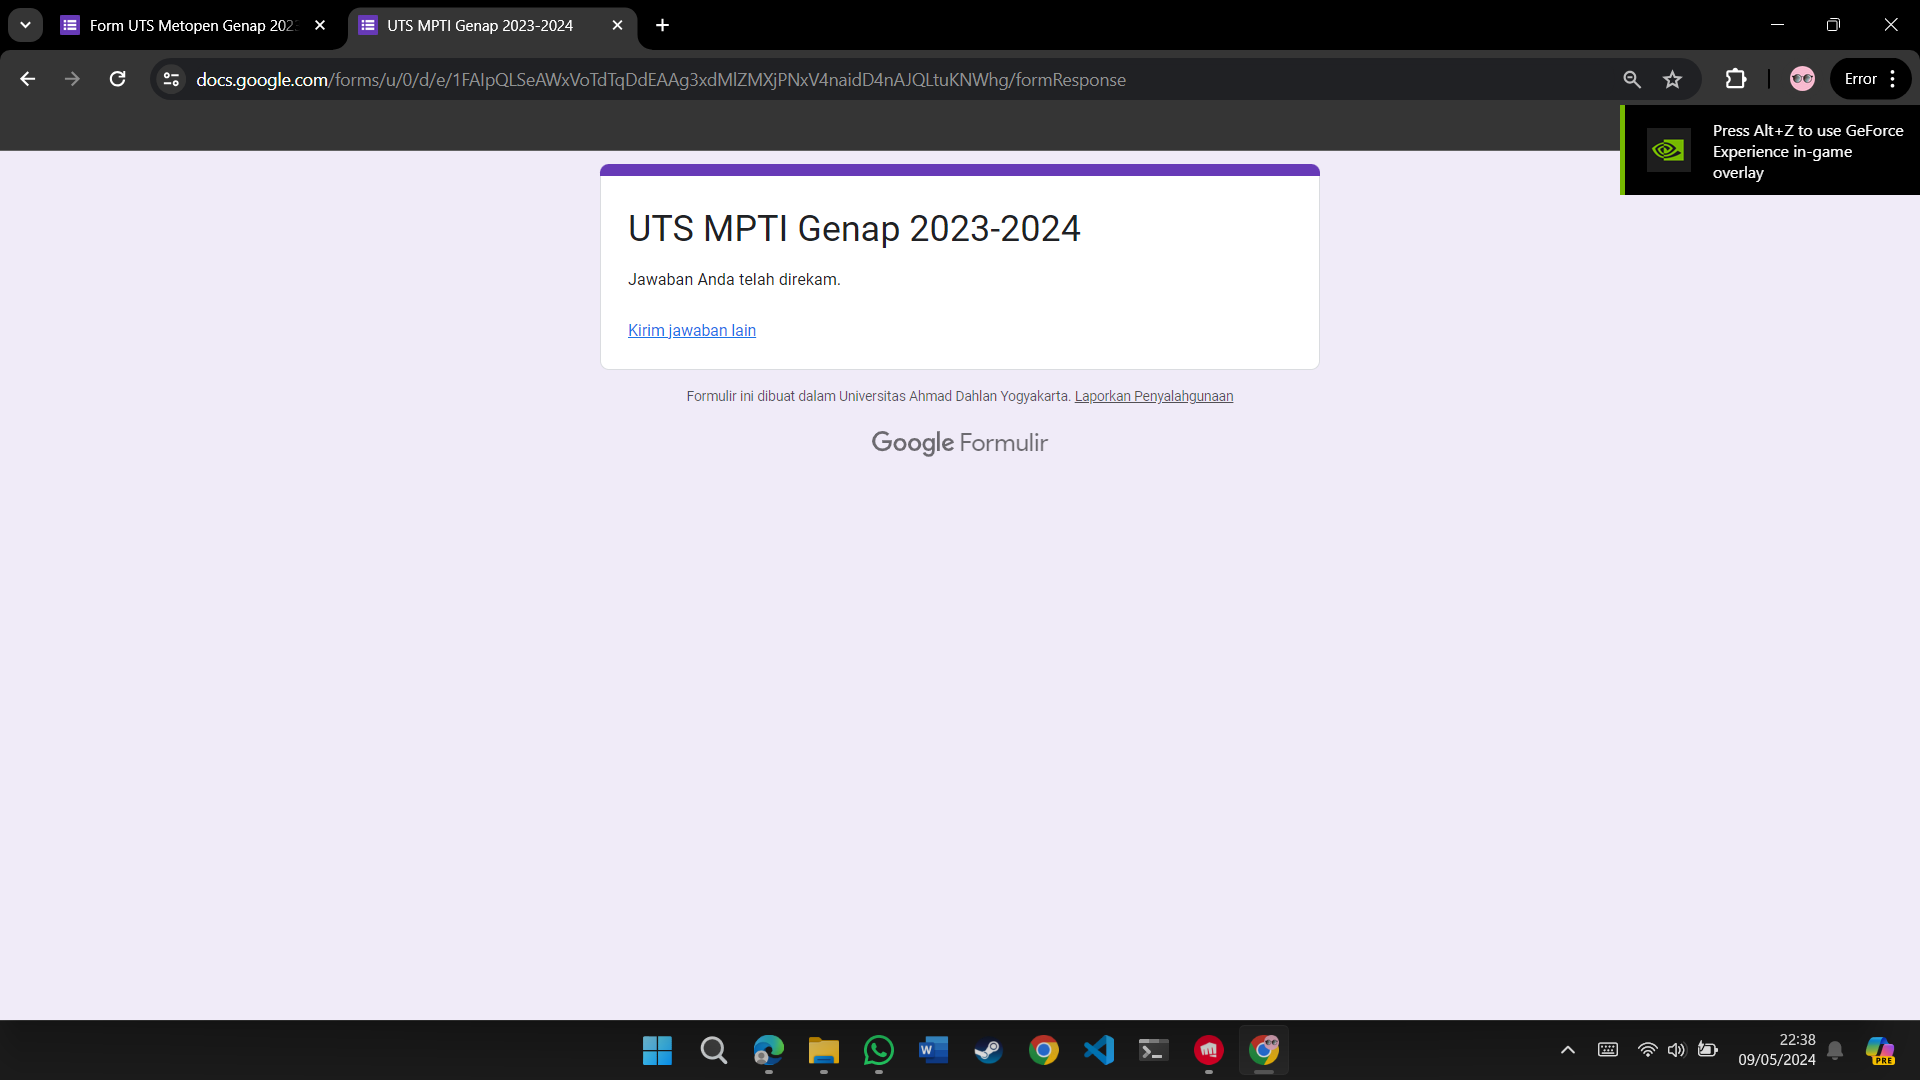 Form UTS Metopen Genap 202
UTS MPTI Genap 2023-2024
docs.google.com/forms/u/0/d/e/1FAIpQLSeAWxVoTdTqDdEAAg3xdMlZMXjPNxV4naidD4nAJQLtuKNWhg/formResponse
Error
Press Alt+Z to use GeForce
Experience in-game
overlay
UTS MPTI Genap 2023-2024
Jawaban Anda telah direkam.
Kirim jawaban lain
Formulir ini dibuat dalam Universitas Ahmad Dahlan Yogyakarta. Laporkan Penyalahgunaan
Google Formulir
22:38
09/05/2024
PRE